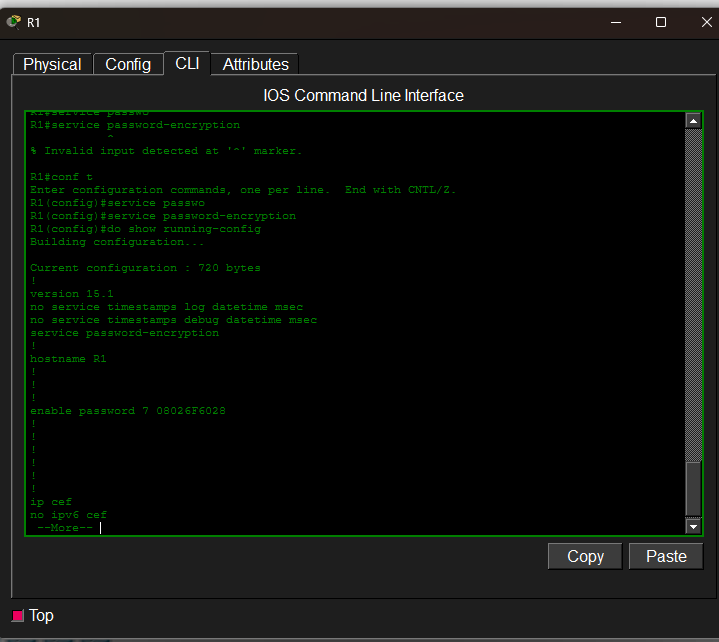 R1
Physical Config CLI Attributes
IOS Command Line Interface
R1#service passwo
R1#service password-encryption
^
% Invalid input detected at '^' marker.
R1#conf t
Enter configuration commands, one per line. End with CNTL/Z.
R1(config)#service passwo
R1(config)#service password-encryption
R1(config)#do show running-config
Building configuration...
Current configuration : 720 bytes
!
version 15.1
no service timestamps log datetime msec
no service timestamps debug datetime msec
service password-encryption
!
hostname R1
!
!
!
enable password 7 08026F6028
!
!
!
!
!
!
ip cef
no ipv6 cef
--More--
Copy Paste
Top